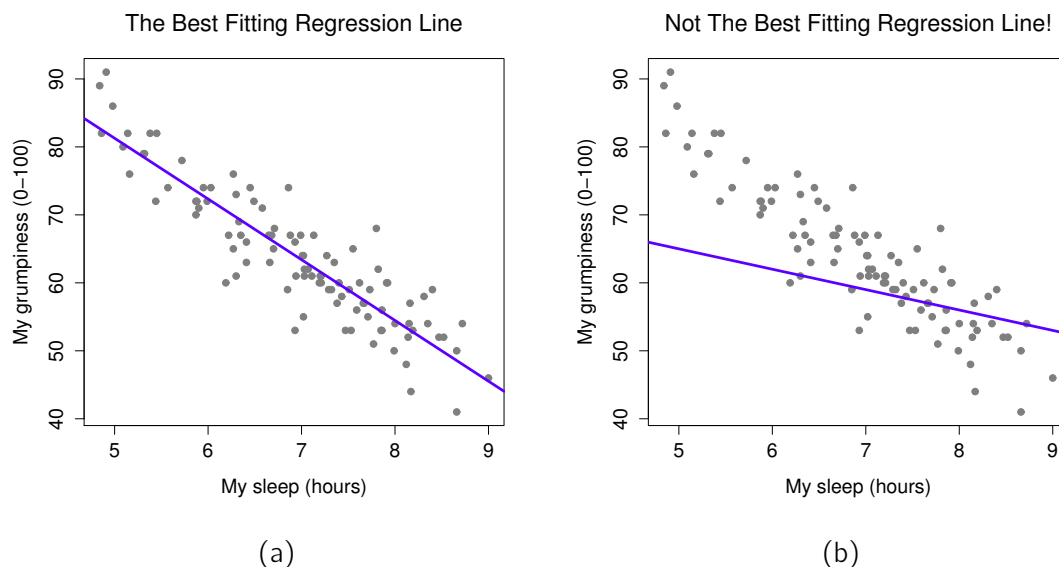 The Best Fitting Regression Line
90
80
70
60
50
40
My grumpiness (0−100)
5 6 7 8 9
My sleep (hours)
(a)
Not The Best Fitting Regression Line!
90
80
70
60
50
40
My grumpiness (0−100)
5 6 7 8 9
My sleep (hours)
(b)